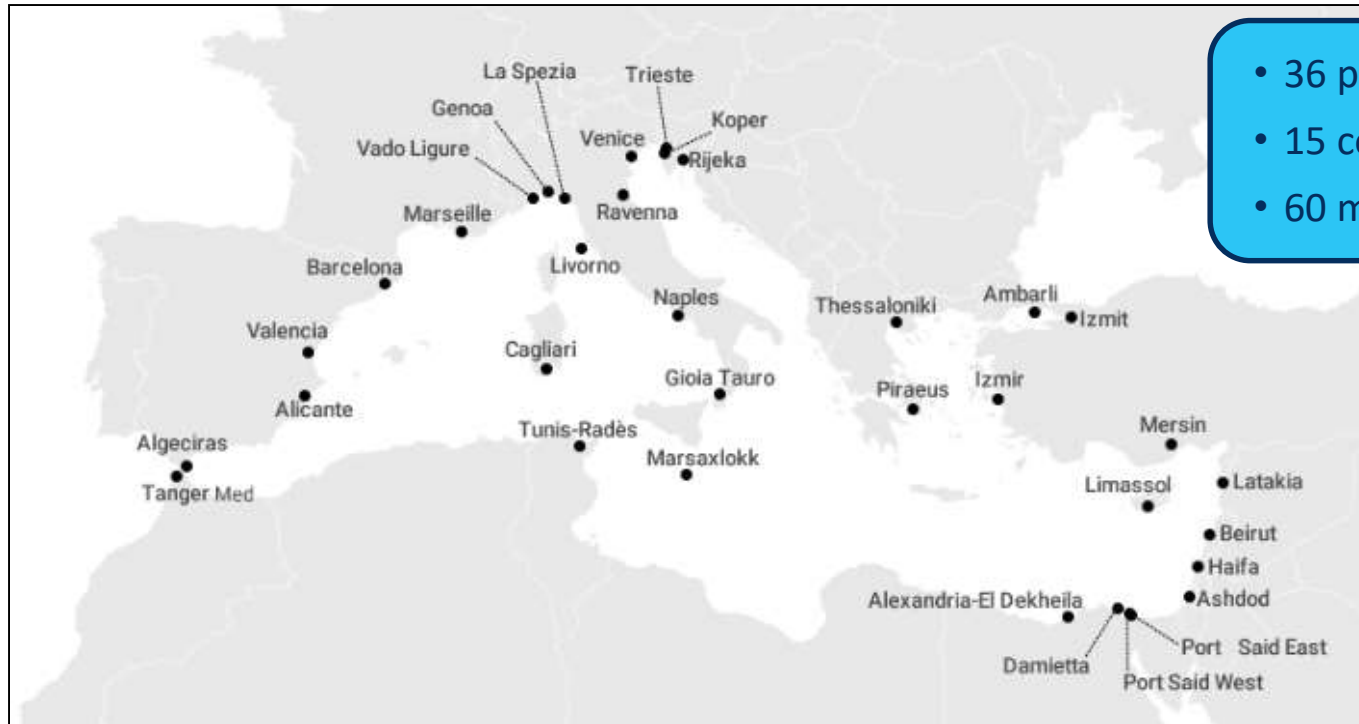 La Spezia
Trieste
Genoa
Koper
Vado Ligure
Venice
Rijeka
Marseille
Ravenna
Barcelona
Livorno
Naples
Thessaloniki
Ambarli
Izmit
Valencia
Cagliari
Gioia Tauro
Piraeus
Izmir
Alicante
Algeciras
Tunis-Radès
Marsaxlokk
Mersin
Tanger Med
Limassol
Latakia
Beirut
Haifa
Alexandria-El Dekheila
Ashdod
Damietta
Port Said East
Port Said West
• 36
• 15
• 60